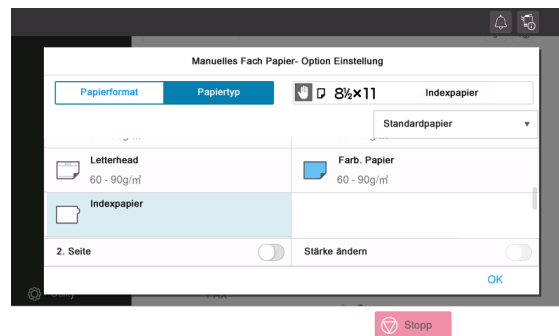 Manuelles Fach Papier- Option Einstellung
Papierformat
Papiertyp
8½×11
Indexpapier
Standardpapier
Letterhead
60 - 90g/㎡
Farb. Papier
60 - 90g/㎡
Indexpapier
2. Seite
Stärke ändern
OK
Stopp